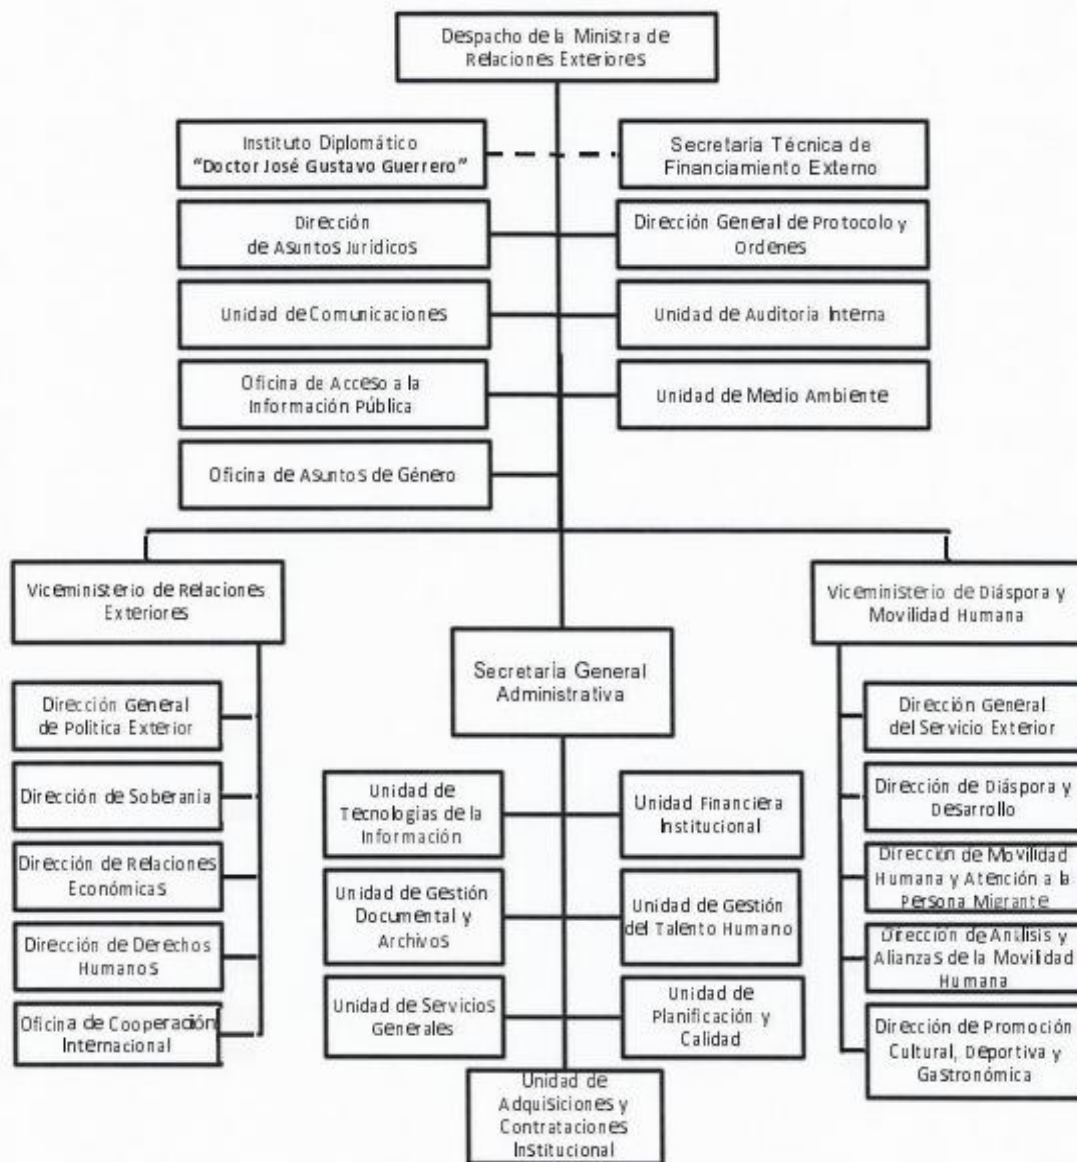 Despacho de la Ministra de
Relaciones Exteriores
Instituto Diplomático
“Doctor José Gustavo Guerrero”
Secretaría Técnica de
Financiamiento Externo
Dirección
de Asuntos Jurídicos
Dirección General de Protocolo y
Ordenes
Unidad de Comunicaciones
Unidad de Auditoria Interna
Oficina de Acceso a la
Información Pública
Unidad de Medio Ambiente
Oficina de Asuntos de Género
Viceministerio de Relaciones
Exteriores
Viceministerio de Diáspora y
Movilidad Humana
Secretaría General
Administrativa
Dirección General
de Política Exterior
Dirección de Soberanía
Dirección de Relaciones
Económicas
Dirección de Derechos
Humanos
Oficina de Cooperación
Internacional
Unidad de
Tecnologías de la
Información
Unidad Financiera
Institucional
Unidad de Gestión
Documental y
Archivos
Unidad de Gestión
del Talento Humano
Unidad de Servicios
Generales
Unidad de
Planificación y
Calidad
Unidad de
Adquisiciones y
Contrataciones
Institucional
Dirección General
del Servicio Exterior
Dirección de Diáspora y
Desarrollo
Dirección de Movilidad
Humana y Atención a la
Persona Migrante
Dirección de Análisis y
Alianzas de la Movilidad
Humana
Dirección de Promoción
Cultural, Deportiva y
Gastronómica